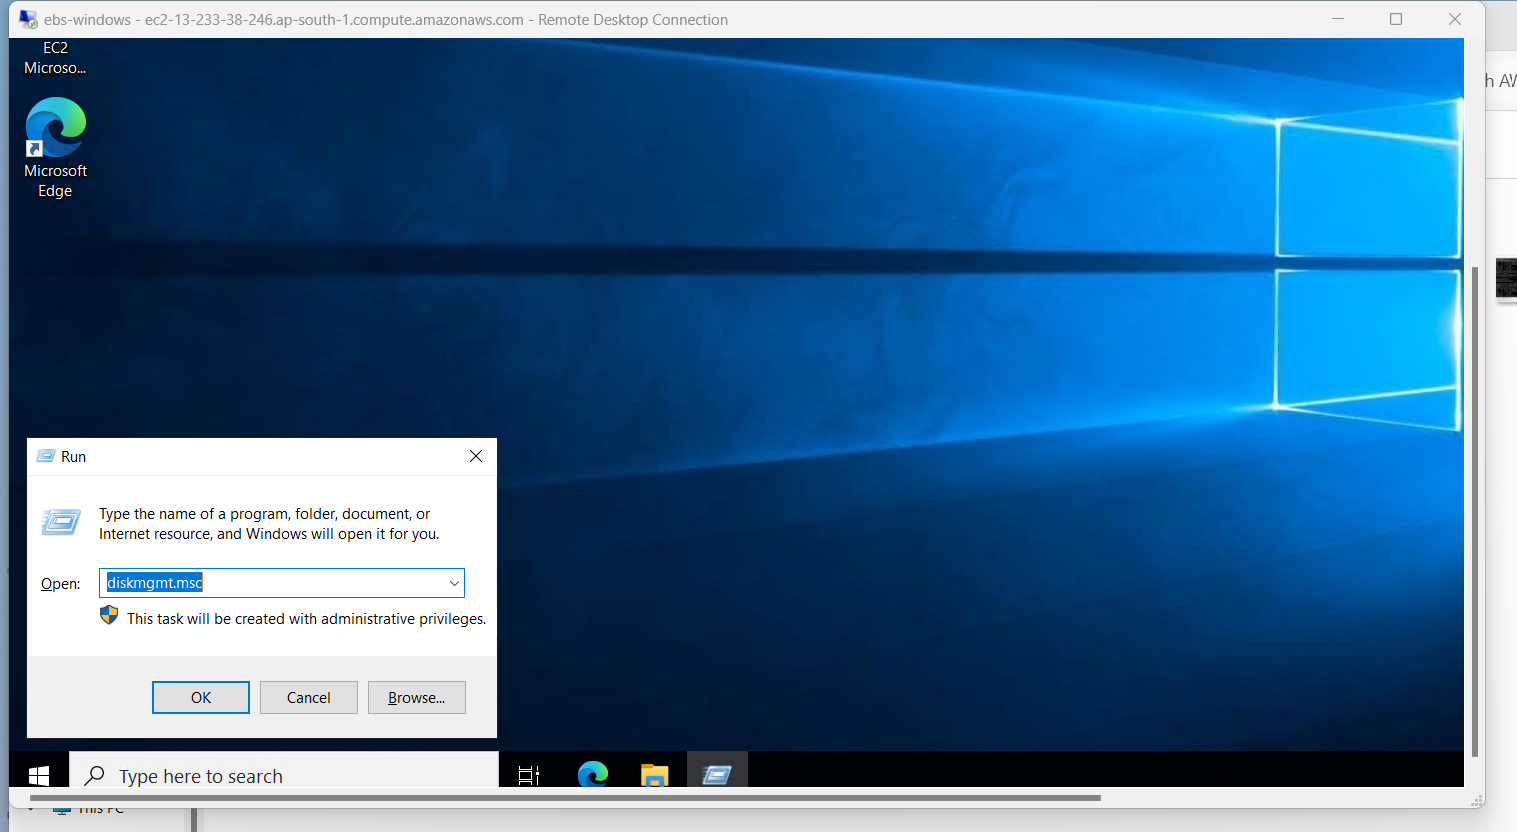 ebs-windows - ec2-13-233-38-246.ap-south-1.compute.amazonaws.com - Remote Desktop Connection
EC2
Microso...
Microsoft
Edge
Run
Type the name of a program, folder, document, or
Internet resource, and Windows will open it for you.
Open: diskmgmt.msc
This task will be created with administrative privileges.
OK Cancel Browse...
Type here to search
This PC